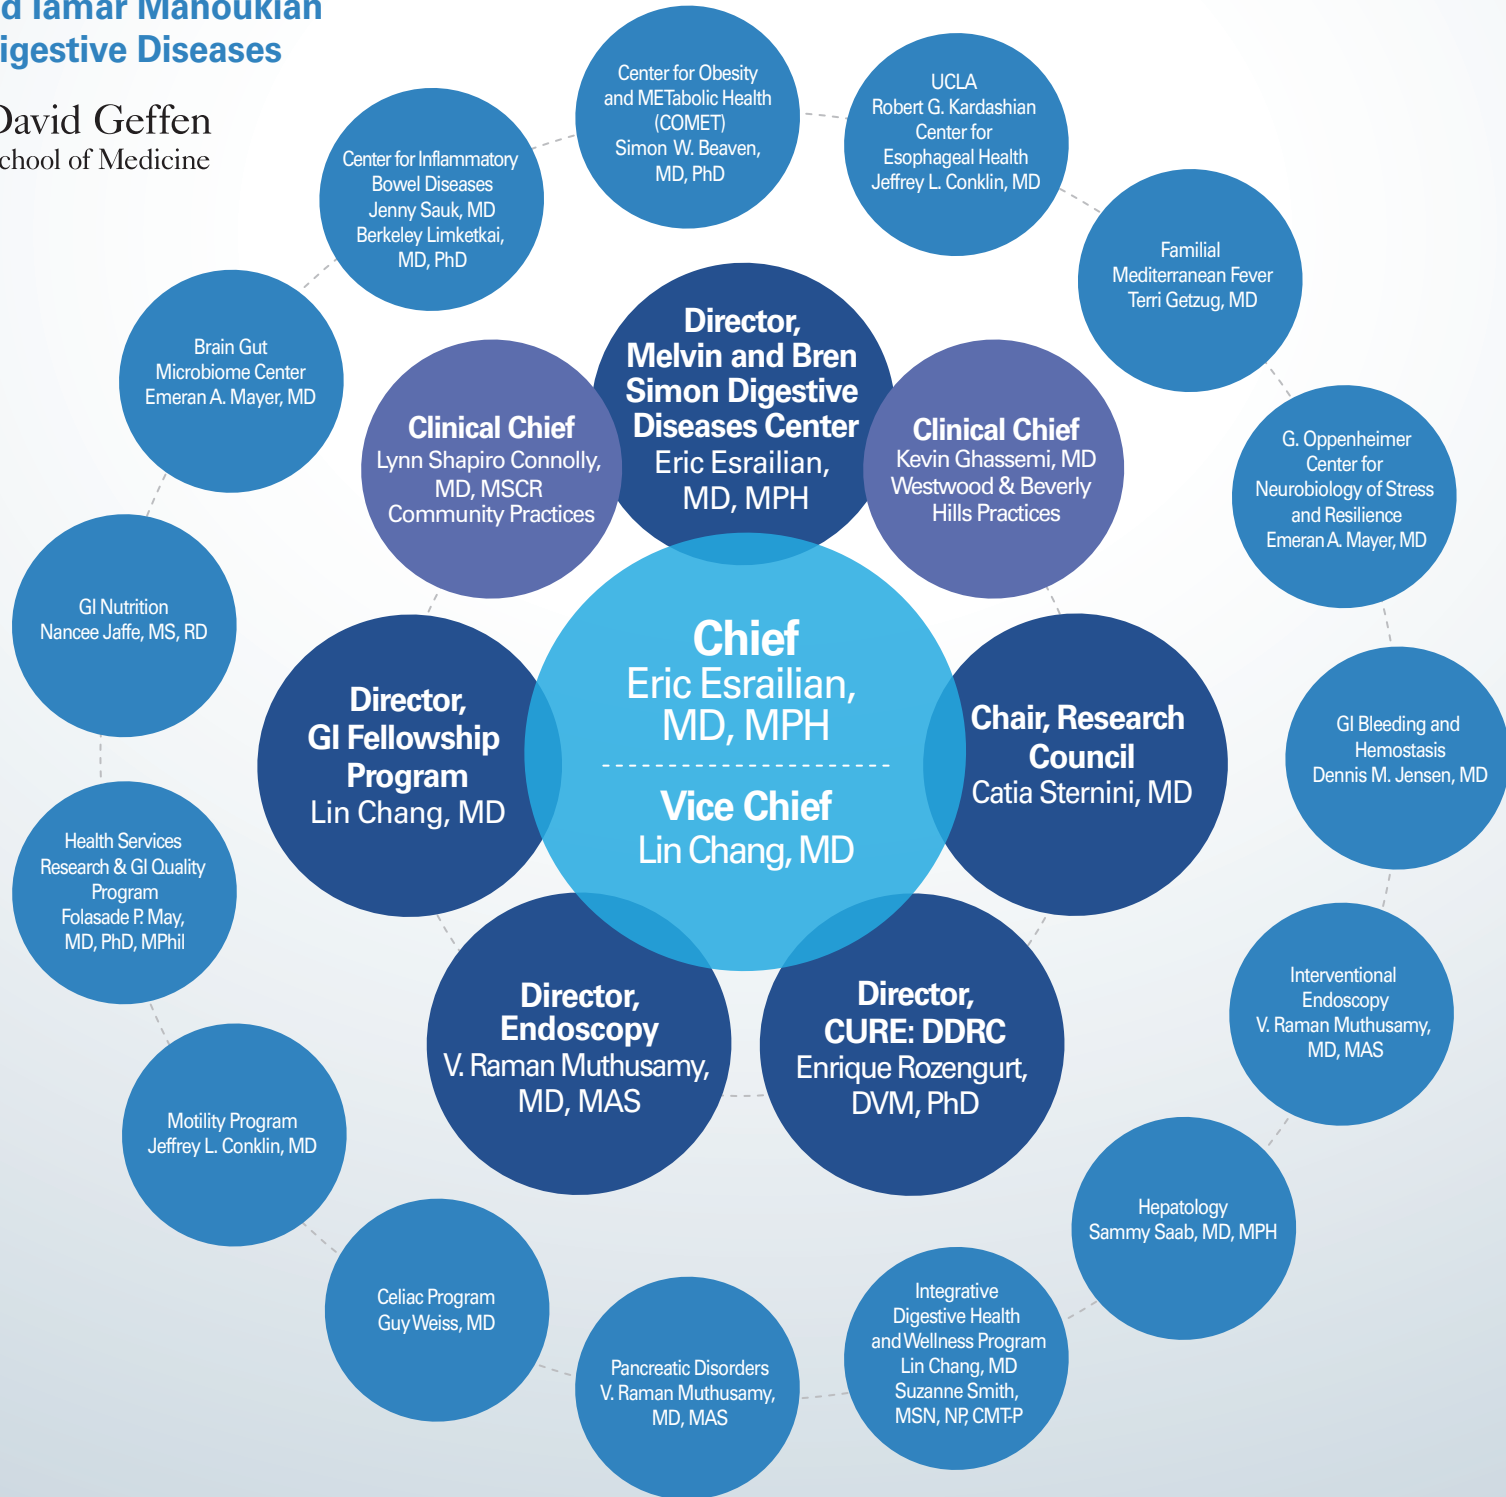 d Tamar Manoukian
igestive Diseases
David Geffen
chool of Medicine
Center for Obesity
and METabolic Health
(COMET)
Simon W. Beaven,
MD, PhD
UCLA
Robert G. Kardashian
Center for
Esophageal Health
Jeffrey L. Conklin, MD
Center for Inflammatory
Bowel Diseases
Jenny Sauk, MD
Berkeley Limketkai,
MD, PhD
Familial
Mediterranean Fever
Terri Getzug, MD
Brain Gut
Microbiome Center
Emeran A. Mayer, MD
Director,
Melvin and Bren
Simon Digestive
Diseases Center
Eric Esrailian,
MD, MPH
Clinical Chief
Lynn Shapiro Connolly,
MD, MSCR
Community Practices
Clinical Chief
Kevin Ghassemi, MD
Westwood & Beverly
Hills Practices
G. Oppenheimer
Center for
Neurobiology of Stress
and Resilience
Emeran A. Mayer, MD
GI Nutrition
Nancee Jaffe, MS, RD
Chief
Eric Esrailian,
MD, MPH
Vice Chief
Lin Chang, MD
Director,
GI Fellowship
Program
Lin Chang, MD
Chair, Research
Council
Catia Sternini, MD
GI Bleeding and
Hemostasis
Dennis M. Jensen, MD
Health Services
Research & GI Quality
Program
Folasade P. May,
MD, PhD, MPhil
Director,
Endoscopy
V. Raman Muthusamy,
MD, MAS
Director,
CURE: DDRC
Enrique Rozengurt,
DVM, PhD
Interventional
Endoscopy
V. Raman Muthusamy,
MD, MAS
Motility Program
Jeffrey L. Conklin, MD
Hepatology
Sammy Saab, MD, MPH
Celiac Program
Guy Weiss, MD
Pancreatic Disorders
V. Raman Muthusamy,
MD, MAS
Integrative
Digestive Health
and Wellness Program
Lin Chang, MD
Suzanne Smith,
MSN, NP, CMT-P